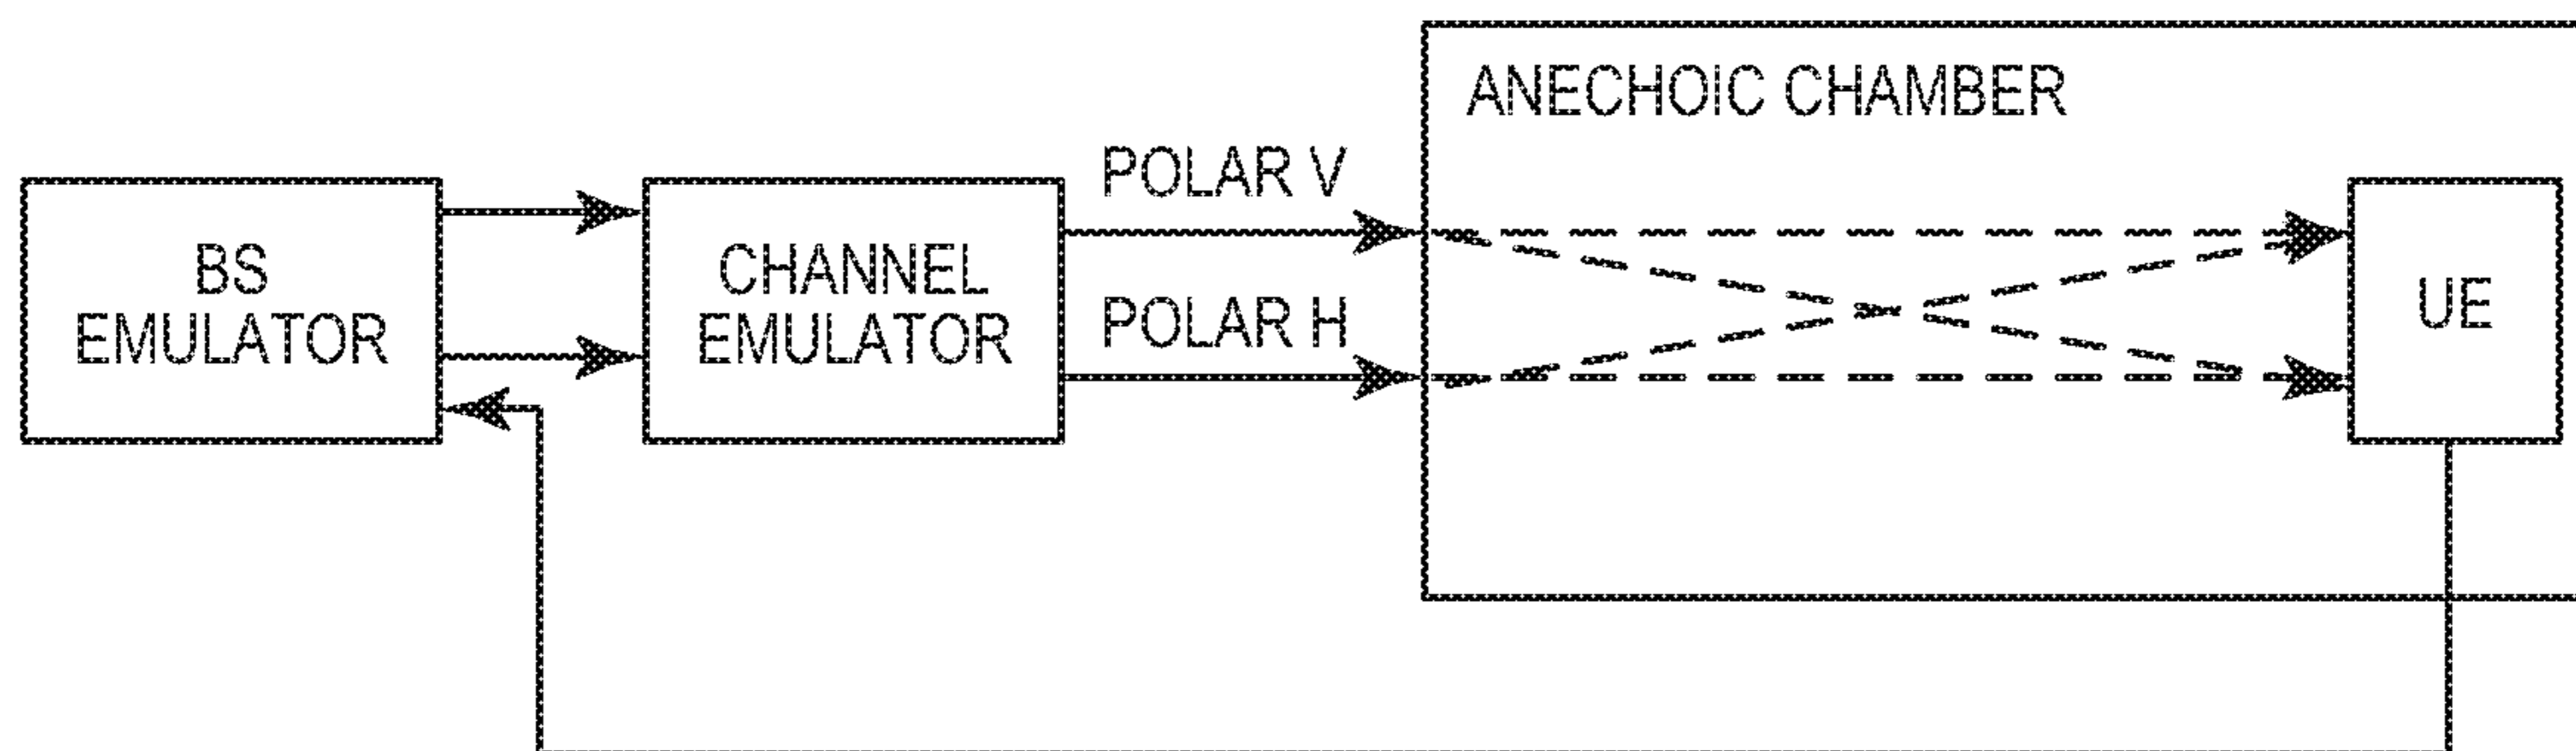 ANECHOIC CHAMBER
POLAR V
BS
EMULATOR
CHANNEL
EMULATOR
POLAR H
UE